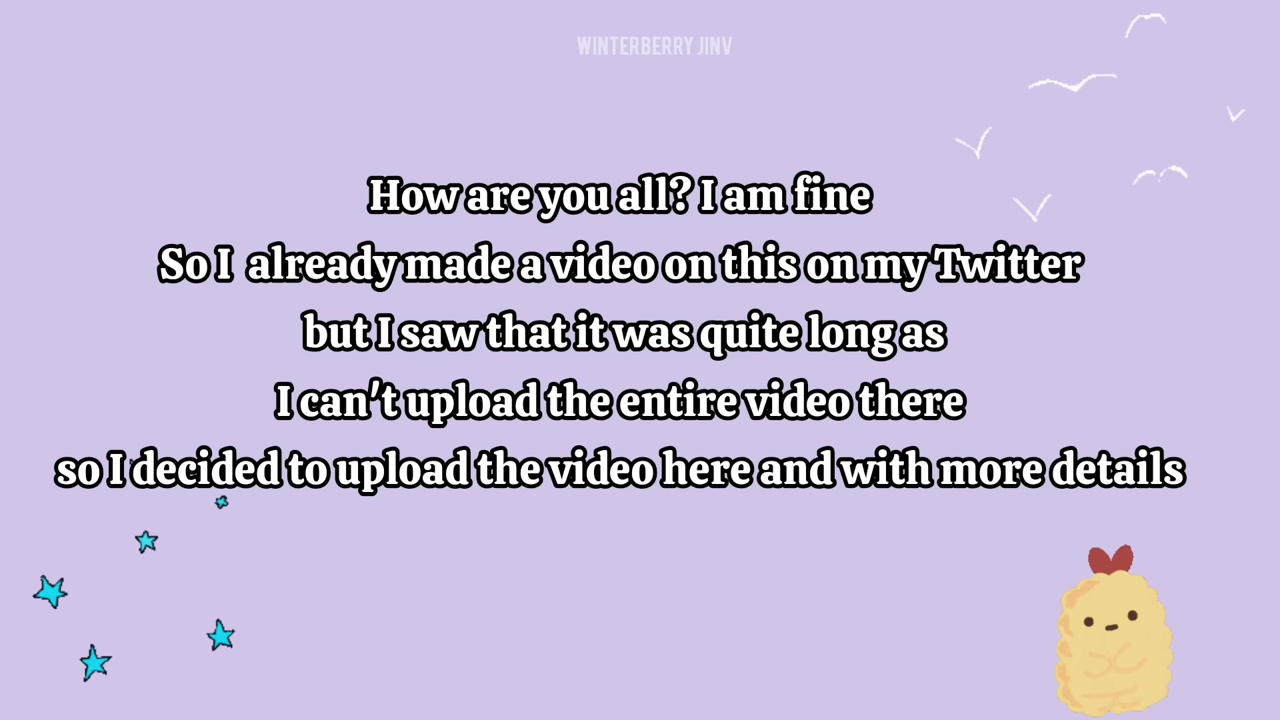 WINTERBERRY JINV
How are you all? I am fine
So I already made a video on this on my Twitter
but I saw that it was quite long as
I can't upload the entire video there
so I decided to upload the video here and with more details